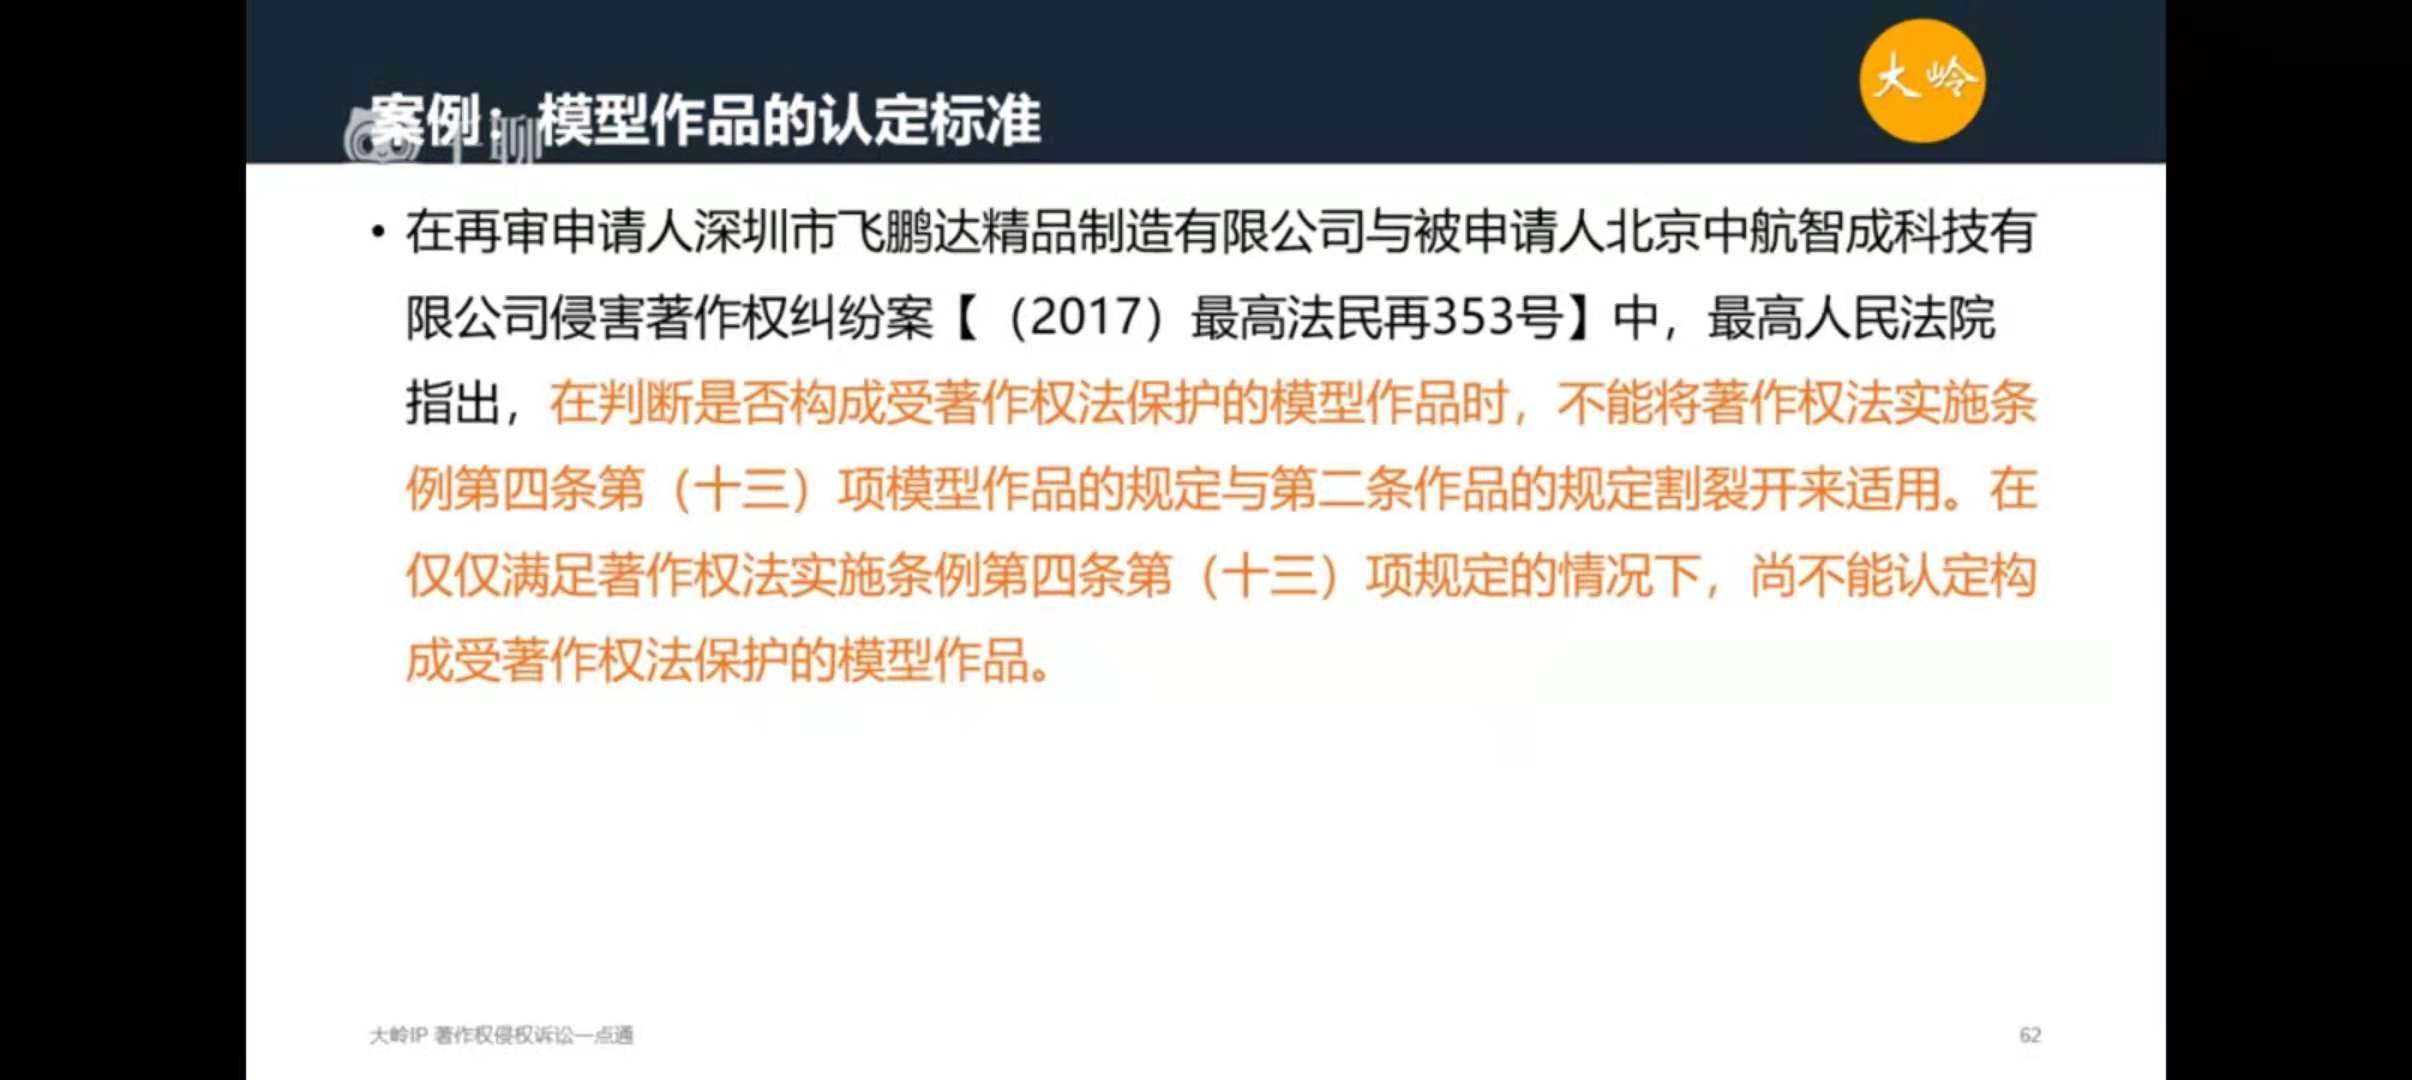 大岭
案例：模型作品的认定标准
千聊
• 在再审申请人深圳市飞鹏达精品制造有限公司与被申请人北京中航智成科技有
限公司侵害著作权纠纷案【（2017）最高法民再353号】中，最高人民法院
指出，在判断是否构成受著作权法保护的模型作品时，不能将著作权法实施条
例第四条第（十三）项模型作品的规定与第二条作品的规定割裂开来适用。在
仅仅满足著作权法实施条例第四条第（十三）项规定的情况下，尚不能认定构
成受著作权法保护的模型作品。
大岭IP 著作权侵权诉讼一点通
62